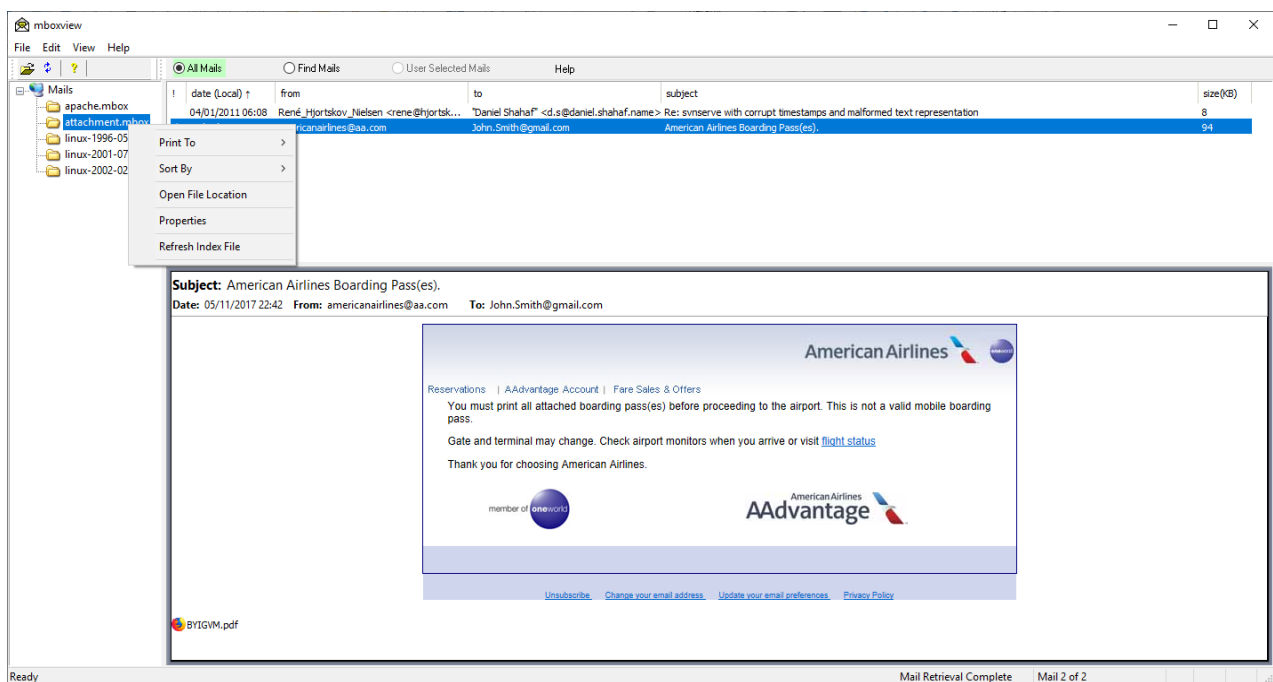 mboxview
File Edit View Help
? All Mails Find Mails User Selected Mails Help
Mails
apache.mbox
attachment.mbox
linux-1996-05
linux-2001-07
linux-2002-02
! date (Local) ↑ from to subject size(KB)
04/01/2011 06:08 René_Hjortskov_Nielsen <rene@hjortsk... "Daniel Shahaf" <d.s@daniel.shahaf.name> Re: svnserve with corrupt timestamps and malformed text representation 8
ricanairlines@aa.com John.Smith@gmail.com American Airlines Boarding Pass(es). 94
Print To
Sort By
Open File Location
Properties
Refresh Index File
Subject: American Airlines Boarding Pass(es).
Date: 05/11/2017 22:42 From: americanairlines@aa.com To: John.Smith@gmail.com
American Airlines oneworld
Reservations | AAdvantage Account | Fare Sales & Offers
You must print all attached boarding pass(es) before proceeding to the airport. This is not a valid mobile boarding
pass.
Gate and terminal may change. Check airport monitors when you arrive or visit flight status
Thank you for choosing American Airlines.
member of oneworld
American Airlines
AAdvantage
Unsubscribe Change your email address Update your email preferences Privacy Policy
BYIGVM.pdf
Ready Mail Retrieval Complete Mail 2 of 2